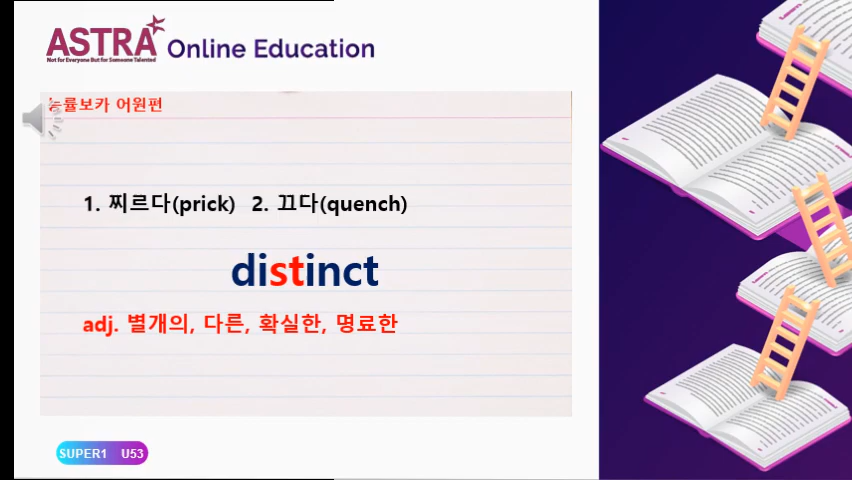 ASTRA Online Education
Not for Everyone But for Someone Talented
능률보카 어원편
1. 찌르다(prick) 2. 끄다(quench)
distinct
adj. 별개의, 다른, 확실한, 명료한
SUPER1 U53